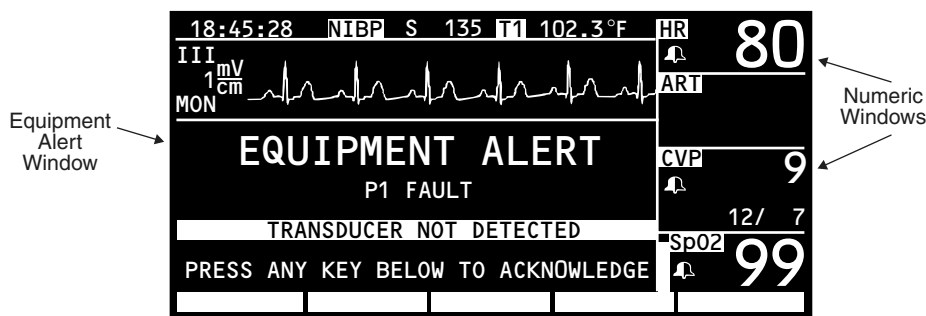 18:45:28 NIBP S 135 T1 102.3°F
III
1 mV
cm
MON
EQUIPMENT ALERT
P1 FAULT
TRANSDUCER NOT DETECTED
PRESS ANY KEY BELOW TO ACKNOWLEDGE
HR
80
ART
CVP
9
12/ 7
SpO2
99
Equipment
Alert
Window
Numeric
Windows